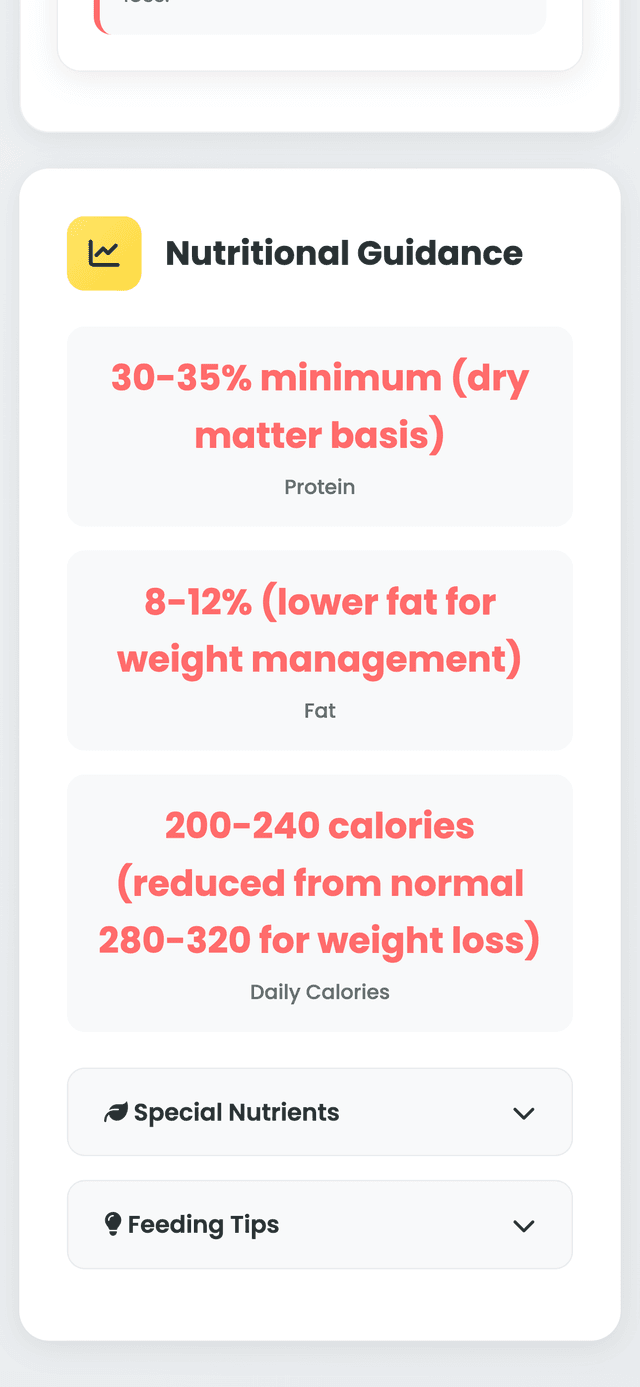 Nutritional Guidance
30-35% minimum (dry
matter basis)
Protein
8-12% (lower fat for
weight management)
Fat
200-240 calories
(reduced from normal
280-320 for weight loss)
Daily Calories
Special Nutrients
Feeding Tips